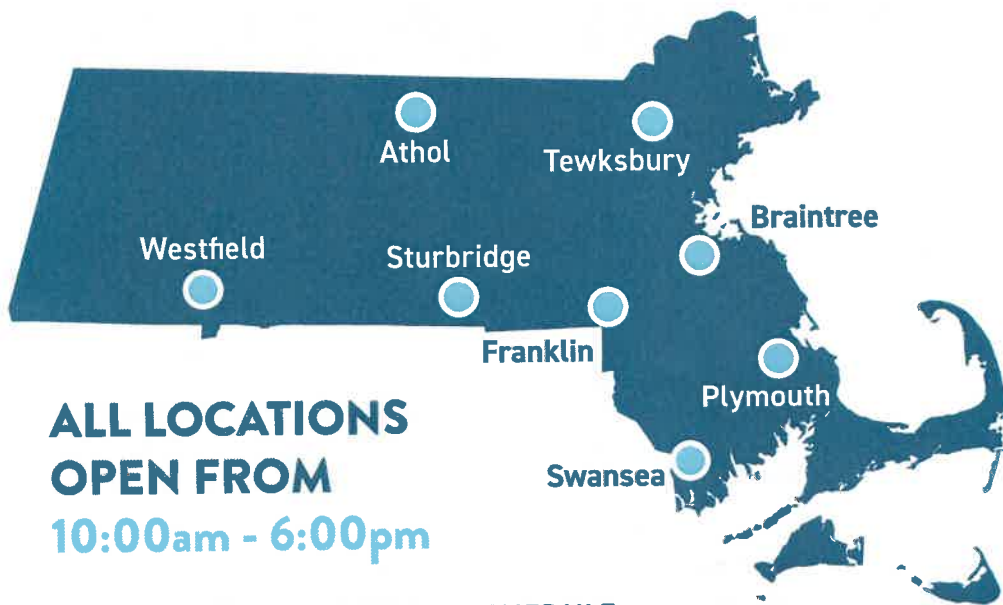 Athol
Tewksbury
Braintree
Westfield
Sturbridge
Franklin
Plymouth
Swansea
ALL LOCATIONS
OPEN FROM
10:00am - 6:00pm